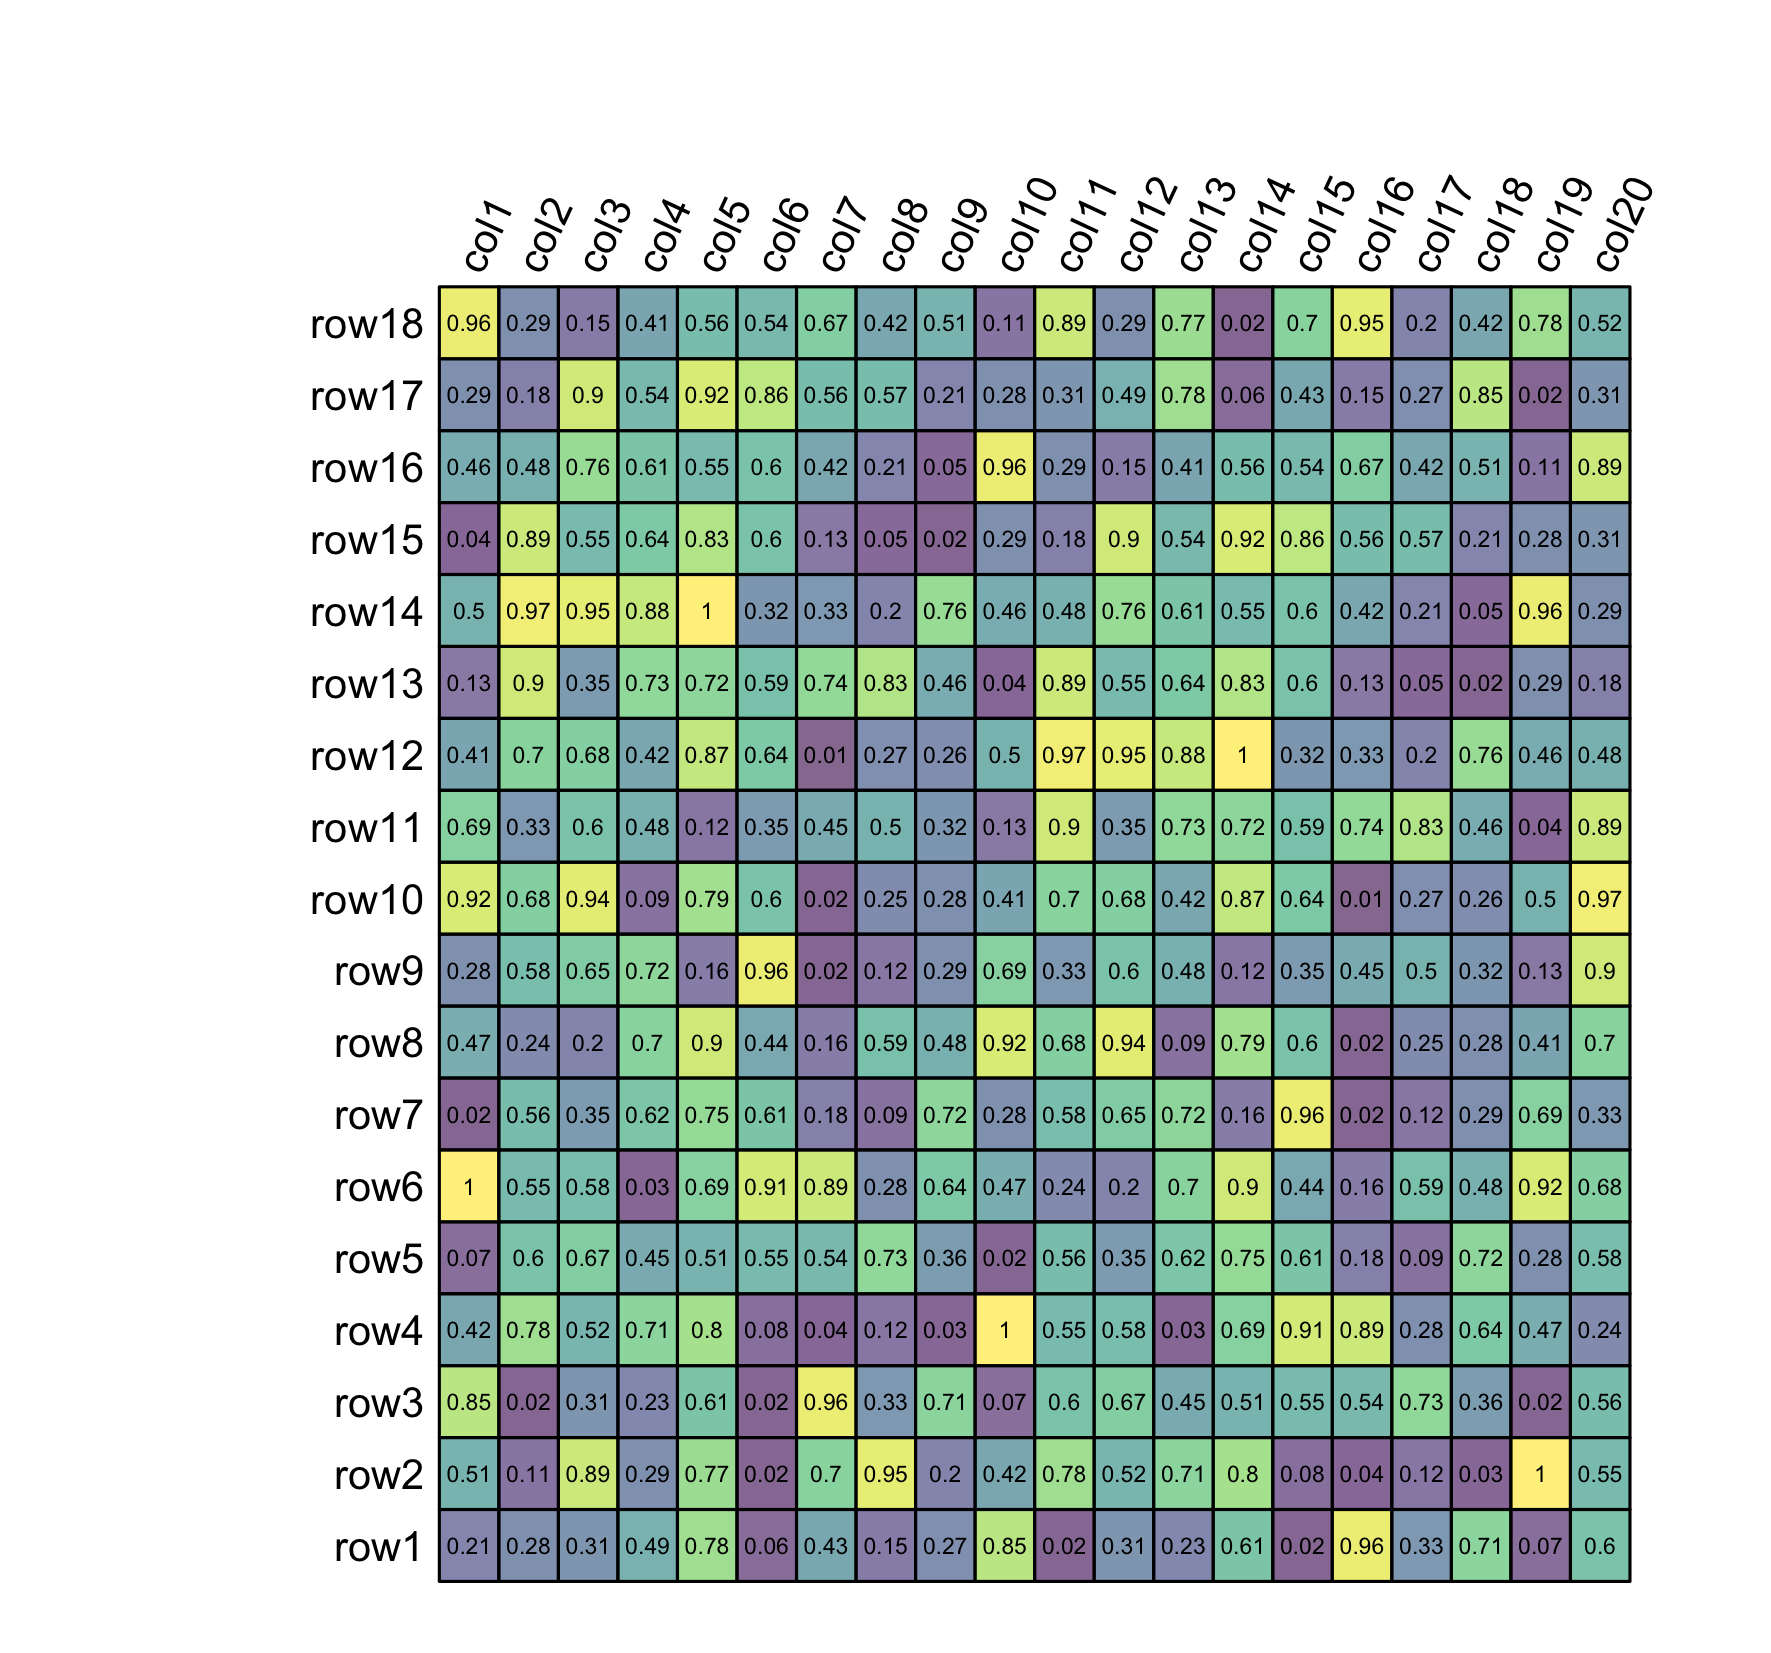 col1 col2 col3 col4 col5 col6 col7 col8 col9 col10 col11 col12 col13 col14 col15 col16 col17 col18 col19 col20
row18 0.96 0.29 0.15 0.41 0.56 0.54 0.67 0.42 0.51 0.11 0.89 0.29 0.77 0.02 0.7 0.95 0.2 0.42 0.78 0.52
row17 0.29 0.18 0.9 0.54 0.92 0.86 0.56 0.57 0.21 0.28 0.31 0.49 0.78 0.06 0.43 0.15 0.27 0.85 0.02 0.31
row16 0.46 0.48 0.76 0.61 0.55 0.6 0.42 0.21 0.05 0.96 0.29 0.15 0.41 0.56 0.54 0.67 0.42 0.51 0.11 0.89
row15 0.04 0.89 0.55 0.64 0.83 0.6 0.13 0.05 0.02 0.29 0.18 0.9 0.54 0.92 0.86 0.56 0.57 0.21 0.28 0.31
row14 0.5 0.97 0.95 0.88 1 0.32 0.33 0.2 0.76 0.46 0.48 0.76 0.61 0.55 0.6 0.42 0.21 0.05 0.96 0.29
row13 0.13 0.9 0.35 0.73 0.72 0.59 0.74 0.83 0.46 0.04 0.89 0.55 0.64 0.83 0.6 0.13 0.05 0.02 0.29 0.18
row12 0.41 0.7 0.68 0.42 0.87 0.64 0.01 0.27 0.26 0.5 0.97 0.95 0.88 1 0.32 0.33 0.2 0.76 0.46 0.48
row11 0.69 0.33 0.6 0.48 0.12 0.35 0.45 0.5 0.32 0.13 0.9 0.35 0.73 0.72 0.59 0.74 0.83 0.46 0.04 0.89
row10 0.92 0.68 0.94 0.09 0.79 0.6 0.02 0.25 0.28 0.41 0.7 0.68 0.42 0.87 0.64 0.01 0.27 0.26 0.5 0.97
row9 0.28 0.58 0.65 0.72 0.16 0.96 0.02 0.12 0.29 0.69 0.33 0.6 0.48 0.12 0.35 0.45 0.5 0.32 0.13 0.9
row8 0.47 0.24 0.2 0.7 0.9 0.44 0.16 0.59 0.48 0.92 0.68 0.94 0.09 0.79 0.6 0.02 0.25 0.28 0.41 0.7
row7 0.02 0.56 0.35 0.62 0.75 0.61 0.18 0.09 0.72 0.28 0.58 0.65 0.72 0.16 0.96 0.02 0.12 0.29 0.69 0.33
row6 1 0.55 0.58 0.03 0.69 0.91 0.89 0.28 0.64 0.47 0.24 0.2 0.7 0.9 0.44 0.16 0.59 0.48 0.92 0.68
row5 0.07 0.6 0.67 0.45 0.51 0.55 0.54 0.73 0.36 0.02 0.56 0.35 0.62 0.75 0.61 0.18 0.09 0.72 0.28 0.58
row4 0.42 0.78 0.52 0.71 0.8 0.08 0.04 0.12 0.03 1 0.55 0.58 0.03 0.69 0.91 0.89 0.28 0.64 0.47 0.24
row3 0.85 0.02 0.31 0.23 0.61 0.02 0.96 0.33 0.71 0.07 0.6 0.67 0.45 0.51 0.55 0.54 0.73 0.36 0.02 0.56
row2 0.51 0.11 0.89 0.29 0.77 0.02 0.7 0.95 0.2 0.42 0.78 0.52 0.71 0.8 0.08 0.04 0.12 0.03 1 0.55
row1 0.21 0.28 0.31 0.49 0.78 0.06 0.43 0.15 0.27 0.85 0.02 0.31 0.23 0.61 0.02 0.96 0.33 0.71 0.07 0.6